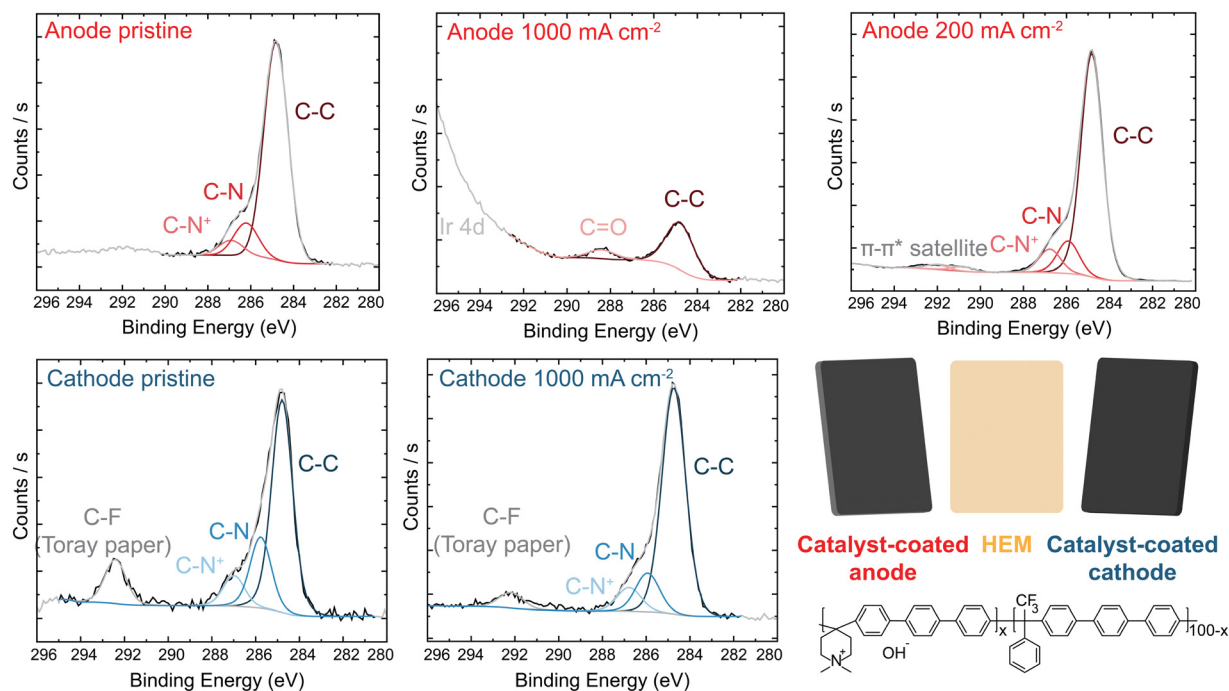 Anode pristine
Counts / s
C-C
C-N
C-N⁺
296 294 292 290 288 286 284 282 280
Binding Energy (eV)
Anode 1000 mA cm⁻²
Counts / s
Ir 4d
C=O
C-C
296 294 292 290 288 286 284 282 280
Binding Energy (eV)
Anode 200 mA cm⁻²
Counts / s
C-C
C-N
C-N⁺
π-π* satellite
296 294 292 290 288 286 284 282 280
Binding Energy (eV)
Cathode pristine
Counts / s
C-C
C-F
(Toray paper)
C-N
C-N⁺
296 294 292 290 288 286 284 282 280
Binding Energy (eV)
Cathode 1000 mA cm⁻²
Counts / s
C-C
C-F
(Toray paper)
C-N
C-N⁺
296 294 292 290 288 286 284 282 280
Binding Energy (eV)
Catalyst-coated
anode
HEM
Catalyst-coated
cathode
CF₃
x
100-x
N⁺
OH⁻